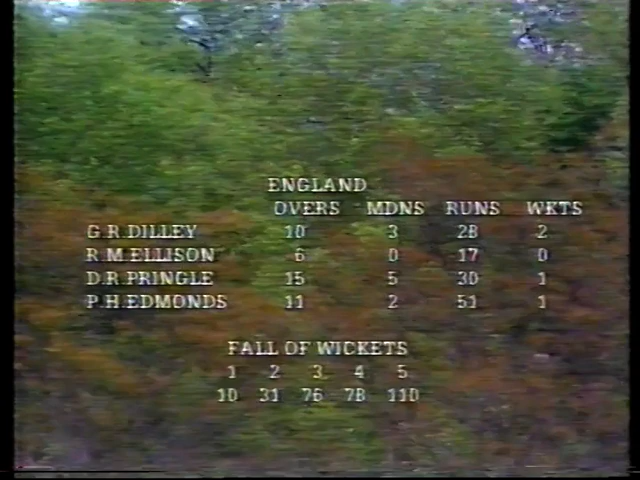 ENGLAND
OVERS MDNS RUNS WKTS
G.R.DILLEY 10 3 28 2
R.M.ELLISON 6 0 17 0
D.R.PRINGLE 15 5 30 1
P.H.EDMONDS 11 2 51 1
FALL OF WICKETS
1 2 3 4 5
10 31 76 78 110